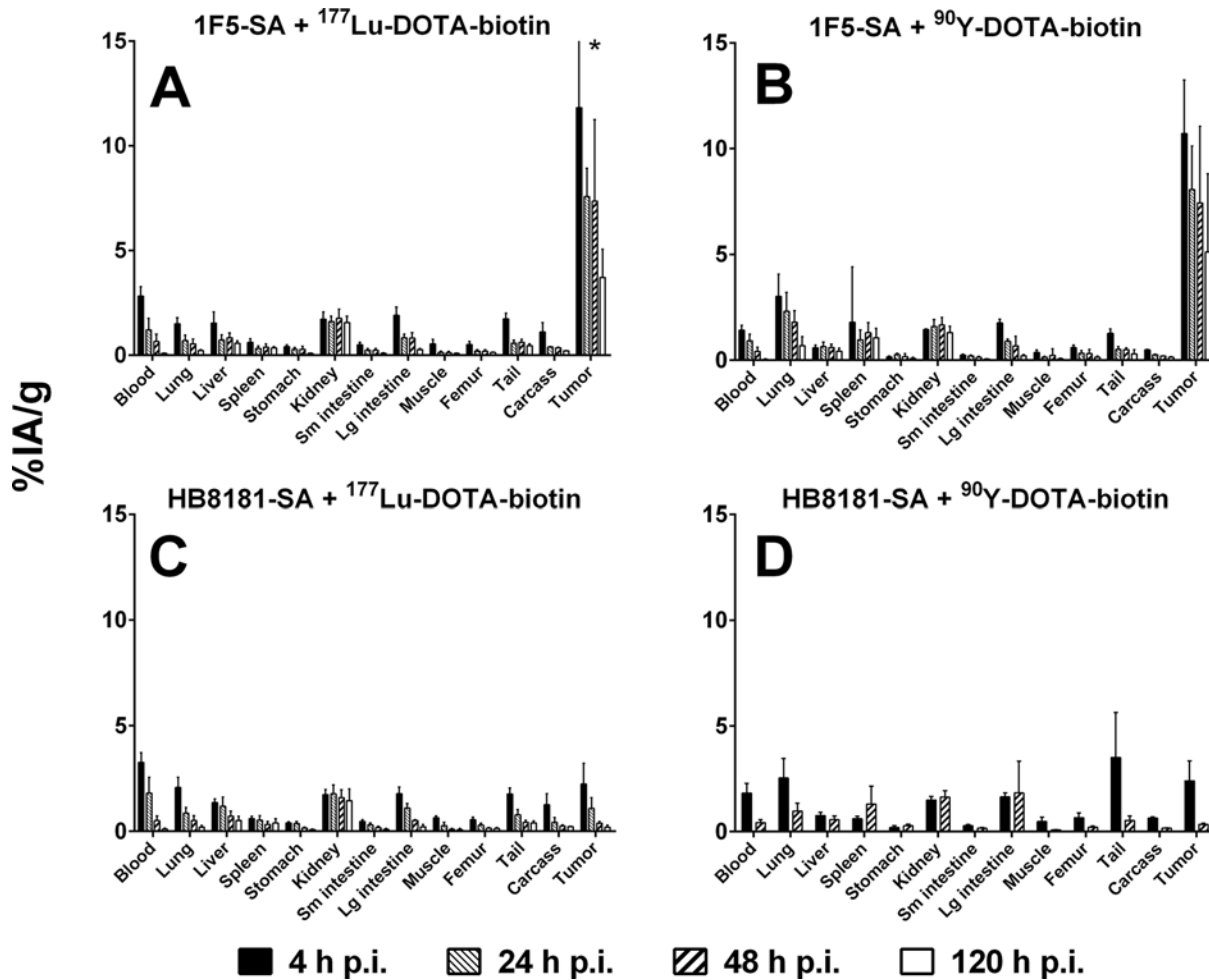 1F5-SA + 177Lu-DOTA-biotin
A
15
10
5
0
Blood
Lung
Liver
Spleen
Stomach
Kidney
Sm intestine
Lg intestine
Muscle
Femur
Tail
Carcass
Tumor
*
1F5-SA + 90Y-DOTA-biotin
B
15
10
5
0
Blood
Lung
Liver
Spleen
Stomach
Kidney
Sm intestine
Lg intestine
Muscle
Femur
Tail
Carcass
Tumor
%IA/g
HB8181-SA + 177Lu-DOTA-biotin
C
15
10
5
0
Blood
Lung
Liver
Spleen
Stomach
Kidney
Sm intestine
Lg intestine
Muscle
Femur
Tail
Carcass
Tumor
HB8181-SA + 90Y-DOTA-biotin
D
15
10
5
0
Blood
Lung
Liver
Spleen
Stomach
Kidney
Sm intestine
Lg intestine
Muscle
Femur
Tail
Carcass
Tumor
4 h p.i.
24 h p.i.
48 h p.i.
120 h p.i.